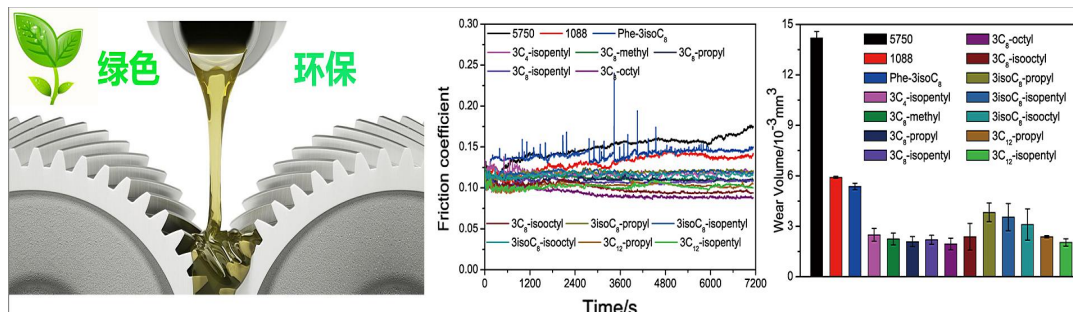 绿色
环保
Friction coefficient
0.30
0.25
0.20
0.15
0.10
0.05
0.00
5750 1088 Phe-3isoC8
3C4-isopentyl 3C8-methyl 3C8-propyl
3C8-isopentyl 3C8-octyl
3C8-isooctyl 3isoC8-propyl 3isoC8-isopentyl
3isoC8-isooctyl 3C12-propyl 3C12-isopentyl
0 1200 2400 3600 4800 6000 7200
Time/s
Wear Volume/10-3mm3
15
12
9
6
3
0
5750
1088
Phe-3isoC8
3C4-isopentyl
3C8-methyl
3C8-propyl
3C8-isopentyl
3C8-octyl
3C8-isooctyl
3isoC8-propyl
3isoC8-isopentyl
3isoC8-isooctyl
3C12-propyl
3C12-isopentyl